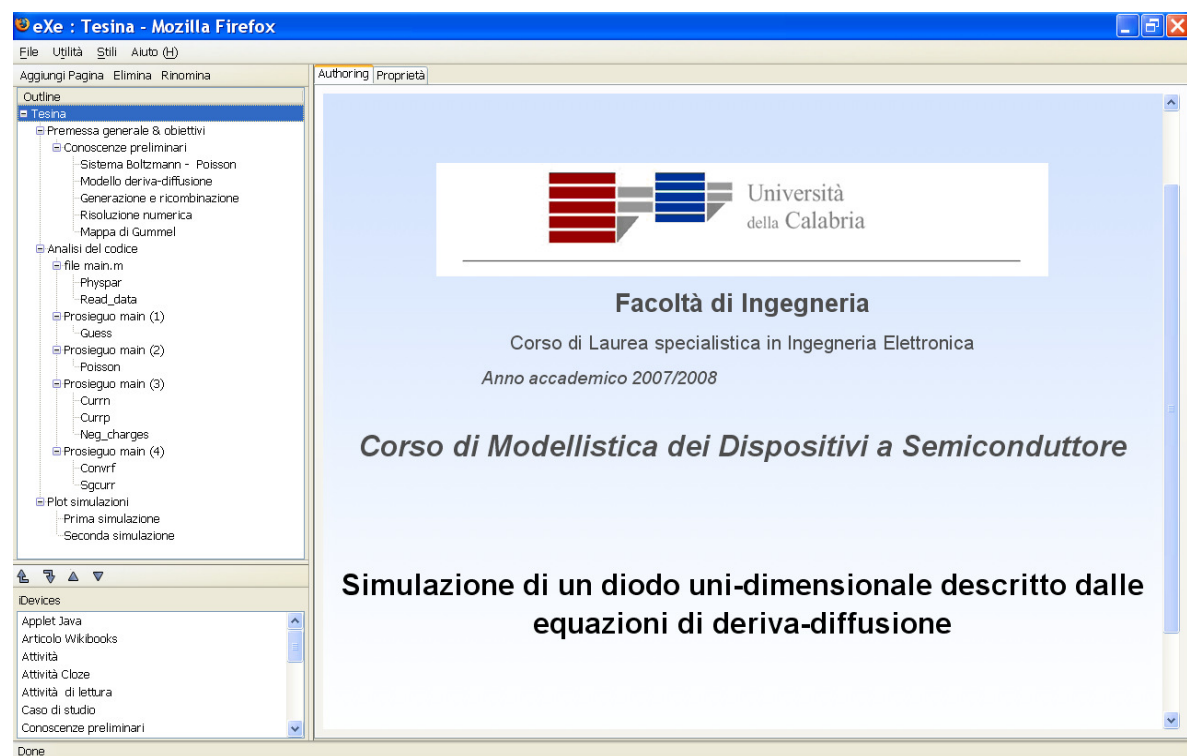 eXe : Tesina - Mozilla Firefox
File Utilità Stili Aiuto (H)
Aggiungi Pagina Elimina Rinomina
Outline
Tesina
Premessa generale & obiettivi
Conoscenze preliminari
Sistema Boltzmann - Poisson
Modello deriva-diffusione
Generazione e ricombinazione
Risoluzione numerica
Mappa di Gummel
Analisi del codice
file main.m
Physpar
Read_data
Prosieguo main (1)
Guess
Prosieguo main (2)
Poisson
Prosieguo main (3)
Currn
Currp
Neg_charges
Prosieguo main (4)
Convrf
Sgcurr
Plot simulazioni
Prima simulazione
Seconda simulazione
iDevices
Applet Java
Articolo Wikibooks
Attività
Attività Cloze
Attività di lettura
Caso di studio
Conoscenze preliminari
Done
Authoring Proprietà
Università
della Calabria
Facoltà di Ingegneria
Corso di Laurea specialistica in Ingegneria Elettronica
Anno accademico 2007/2008
Corso di Modellistica dei Dispositivi a Semiconduttore
Simulazione di un diodo uni-dimensionale descritto dalle
equazioni di deriva-diffusione